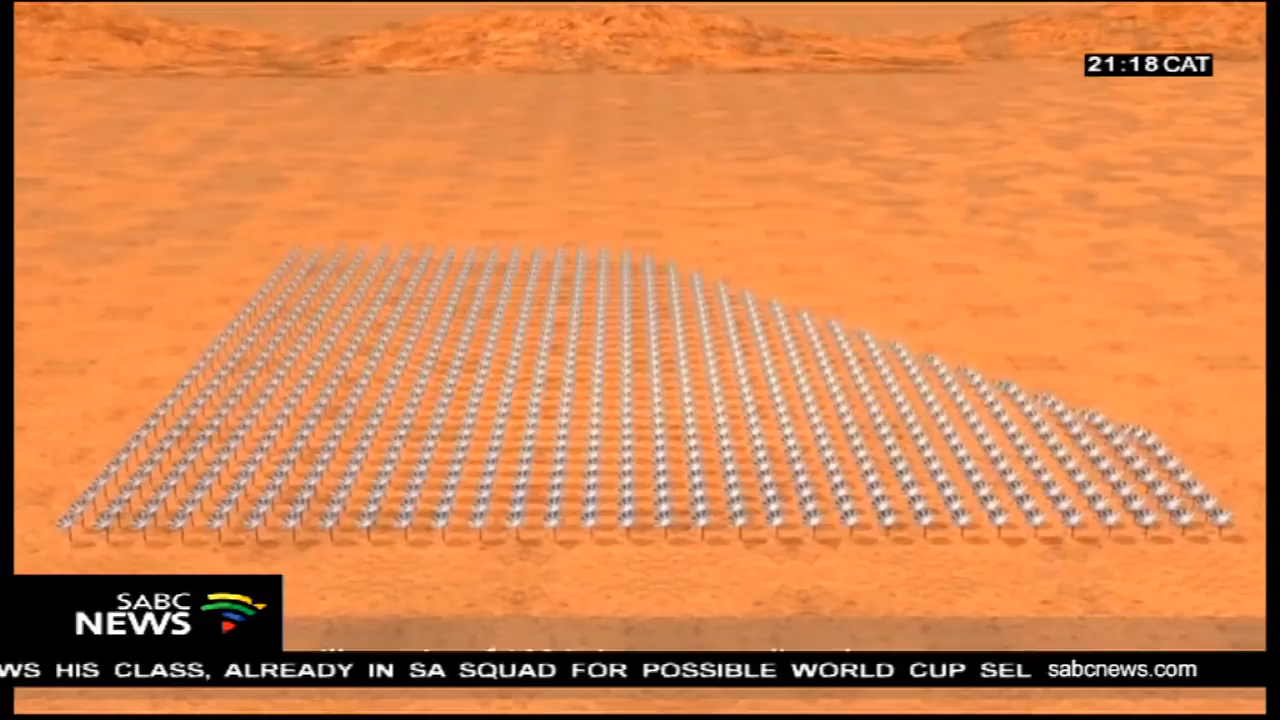 21:18 CAT
SABC
NEWS
WS HIS CLASS, ALREADY IN SA SQUAD FOR POSSIBLE WORLD CUP SEL
sabcnews.com